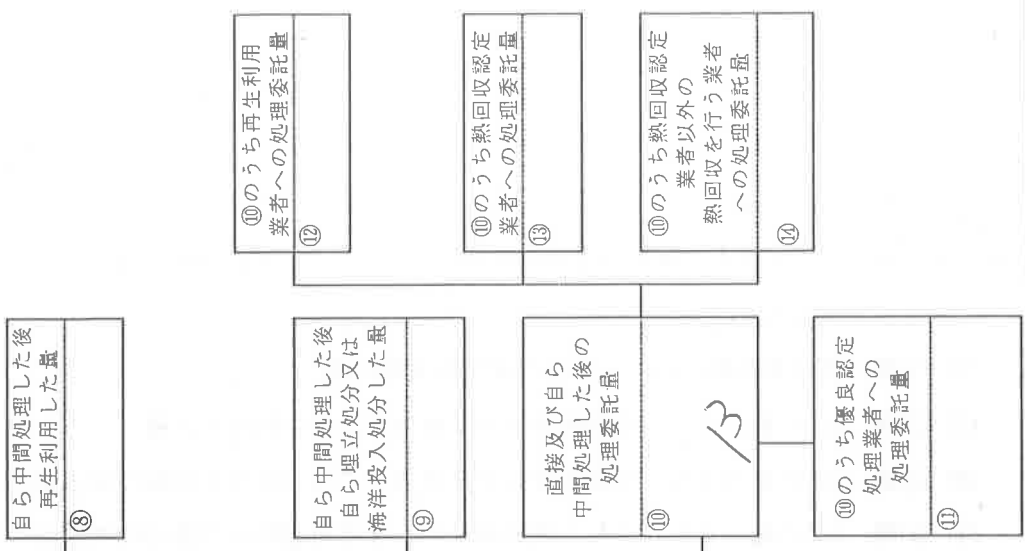 自ら中間処理した後
再生利用した量
⑧
自ら中間処理した後
自ら埋立処分又は
海洋投入処分した量
⑨
直接及び自ら
中間処理した後の
処理委託量
⑩
13
⑩のうち優良認定
処理業者への
処理委託量
⑪
⑩のうち再生利用
業者への処理委託量
⑫
⑩のうち熱回収認定
業者への処理委託量
⑬
⑩のうち熱回収認定
業者以外の
熱回収を行う業者
への処理委託量
⑭